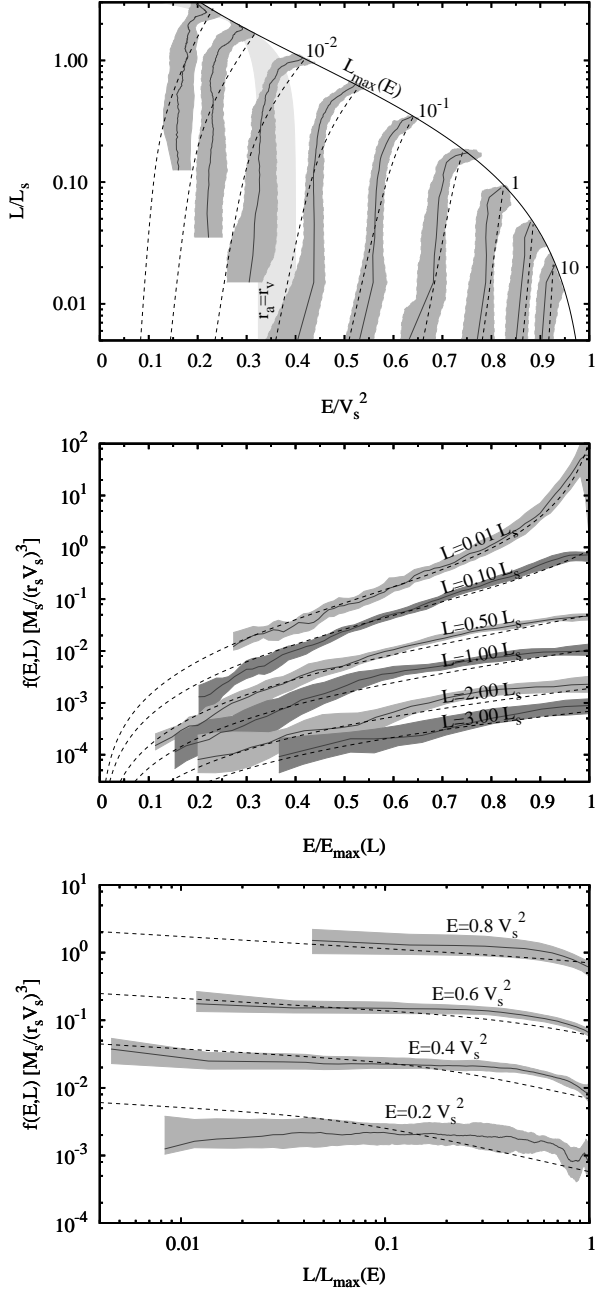 L/L_s
1.00
0.10
0.01
10^-2
L_max(E)
10^-1
1
10
r_a=r_v
0 0.1 0.2 0.3 0.4 0.5 0.6 0.7 0.8 0.9 1
E/V_s^2
f(E,L) [M_s/(r_sV_s)^3]
10^2
10^1
10^0
10^-1
10^-2
10^-3
10^-4
L=0.01 L_s
L=0.10 L_s
L=0.50 L_s
L=1.00 L_s
L=2.00 L_s
L=3.00 L_s
0 0.1 0.2 0.3 0.4 0.5 0.6 0.7 0.8 0.9 1
E/E_max(L)
f(E,L) [M_s/(r_sV_s)^3]
10^1
10^0
10^-1
10^-2
10^-3
10^-4
E=0.8 V_s^2
E=0.6 V_s^2
E=0.4 V_s^2
E=0.2 V_s^2
0.01 0.1 1
L/L_max(E)